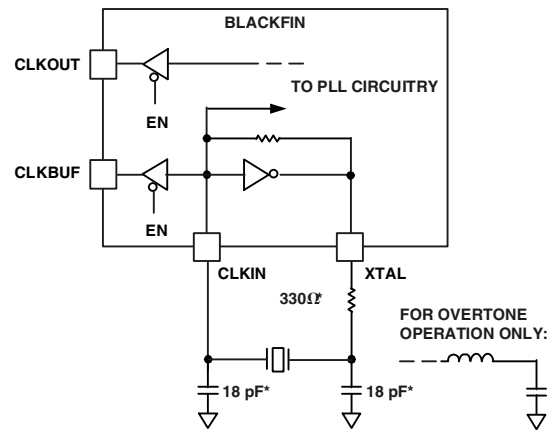 BLACKFIN
CLKOUT
TO PLL CIRCUITRY
EN
CLKBUF
EN
CLKIN
XTAL
330Ω*
FOR OVERTONE
OPERATION ONLY:
18 pF*
18 pF*